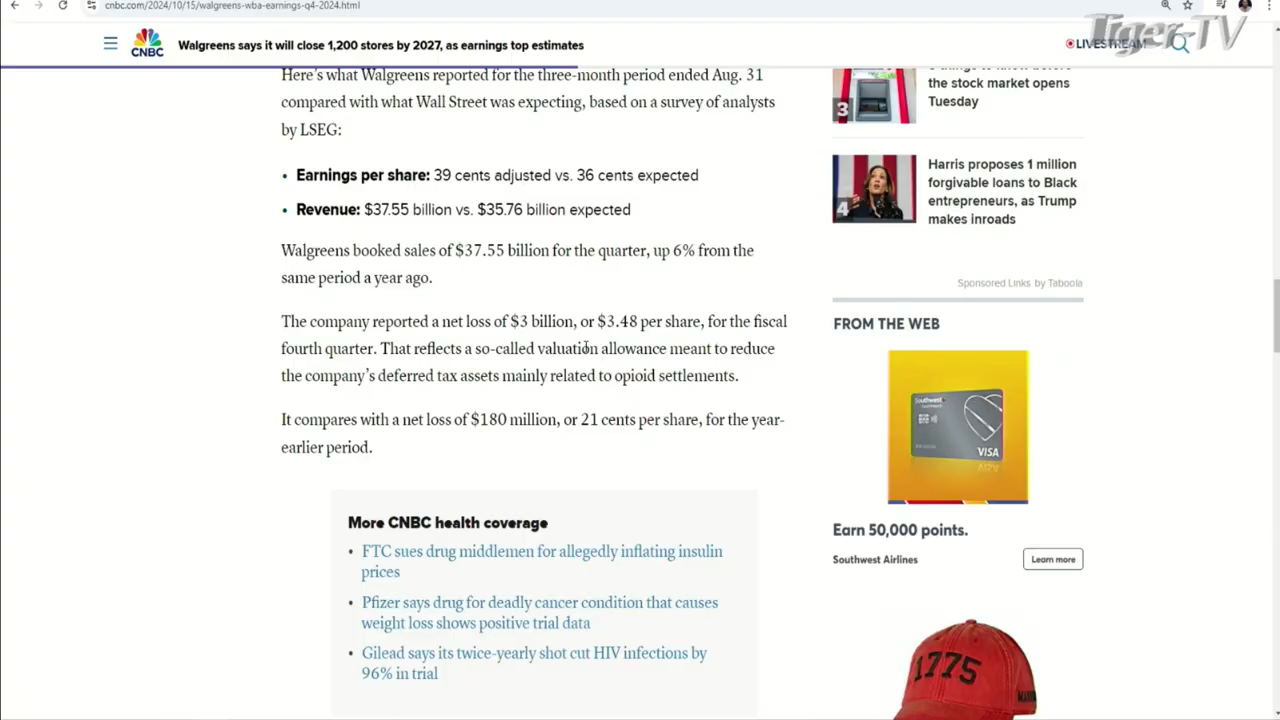 cnbc.com/2024/10/15/walgreens-wba-earnings-q4-2024.html
Tiger-TV
CNBC
Walgreens says it will close 1,200 stores by 2027, as earnings top estimates
LIVESTREAM
Here's what Walgreens reported for the three-month period ended Aug. 31
compared with what Wall Street was expecting, based on a survey of analysts
by LSEG:
• Earnings per share: 39 cents adjusted vs. 36 cents expected
• Revenue: $37.55 billion vs. $35.76 billion expected
Walgreens booked sales of $37.55 billion for the quarter, up 6% from the
same period a year ago.
The company reported a net loss of $3 billion, or $3.48 per share, for the fiscal
fourth quarter. That reflects a so-called valuation allowance meant to reduce
the company's deferred tax assets mainly related to opioid settlements.
It compares with a net loss of $180 million, or 21 cents per share, for the year-
earlier period.
More CNBC health coverage
• FTC sues drug middlemen for allegedly inflating insulin
prices
• Pfizer says drug for deadly cancer condition that causes
weight loss shows positive trial data
• Gilead says its twice-yearly shot cut HIV infections by
96% in trial
the stock market opens
Tuesday
3
Harris proposes 1 million
forgivable loans to Black
entrepreneurs, as Trump
makes inroads
4
Sponsored Links by Taboola
FROM THE WEB
Southwest
VISA
Earn 50,000 points.
Southwest Airlines
Learn more
1775